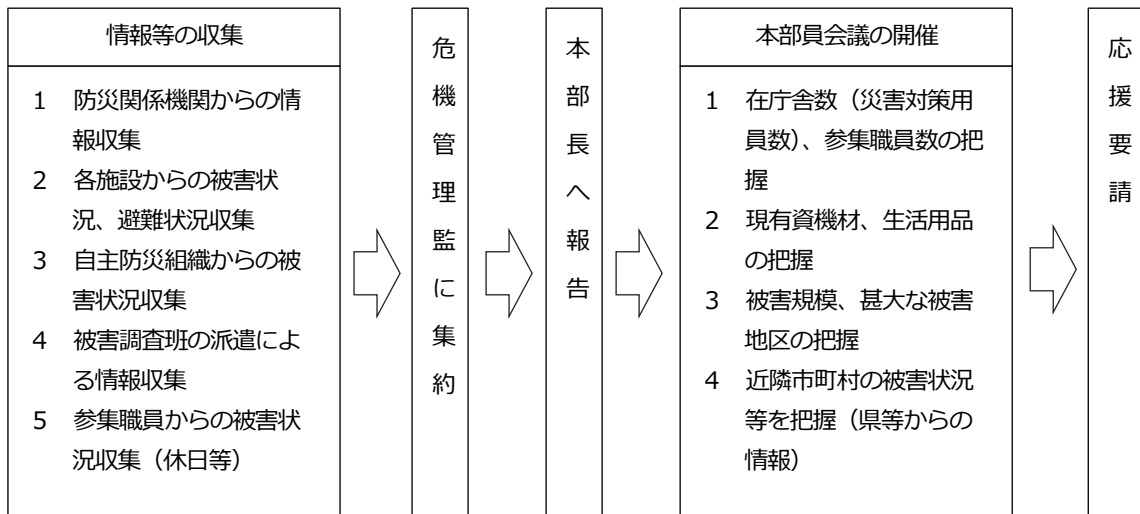 情報等の収集
1 防災関係機関からの情
報収集
2 各施設からの被害状
況、避難状況収集
3 自主防災組織からの被
害状況収集
4 被害調査班の派遣によ
る情報収集
5 参集職員からの被害状
況収集（休日等）
危機管理監に集約
本部長へ報告
本部員会議の開催
1 在庁舎数（災害対策用
員数）、参集職員数の把
握
2 現有資機材、生活用品
の把握
3 被害規模、甚大な被害
地区の把握
4 近隣市町村の被害状況
等を把握（県等からの
情報）
応援要請